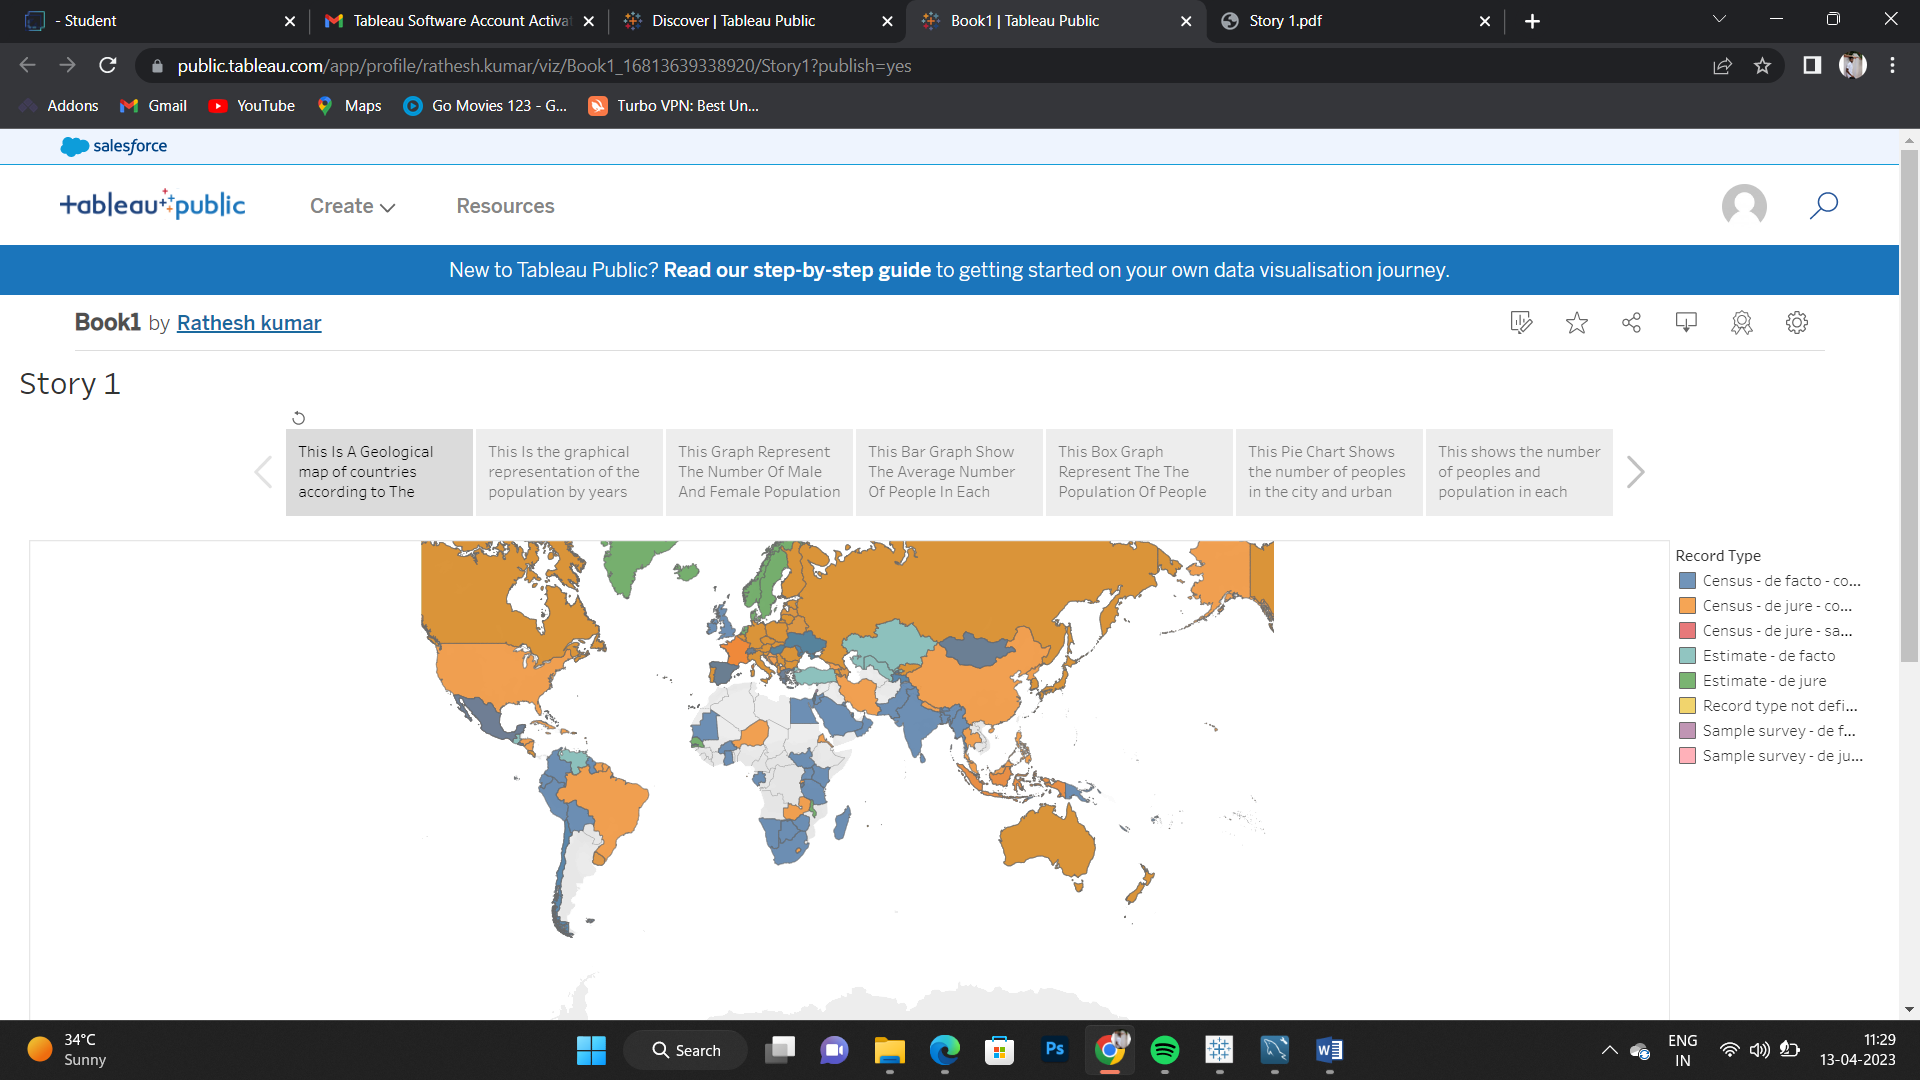 - Student
Tableau Software Account Activat
Discover | Tableau Public
Book1 | Tableau Public
Story 1.pdf
public.tableau.com/app/profile/rathesh.kumar/viz/Book1_16813639338920/Story1?publish=yes
Addons
Gmail
YouTube
Maps
Go Movies 123 - G...
Turbo VPN: Best Un...
salesforce
+ableau public
Create
Resources
New to Tableau Public? Read our step-by-step guide to getting started on your own data visualisation journey.
Book1 by Rathesh kumar
Story 1
This Is A Geological
map of countries
according to The
This Is the graphical
representation of the
population by years
This Graph Represent
The Number Of Male
And Female Population
This Bar Graph Show
The Average Number
Of People In Each
This Box Graph
Represent The The
Population Of People
This Pie Chart Shows
the number of peoples
in the city and urban
This shows the number
of peoples and
population in each
Record Type
Census - de facto - co...
Census - de jure - co...
Census - de jure - sa...
Estimate - de facto
Estimate - de jure
Record type not defi...
Sample survey - de f...
Sample survey - de ju...
34°C
Sunny
Search
Ps
W
ENG
IN
11:29
13-04-2023